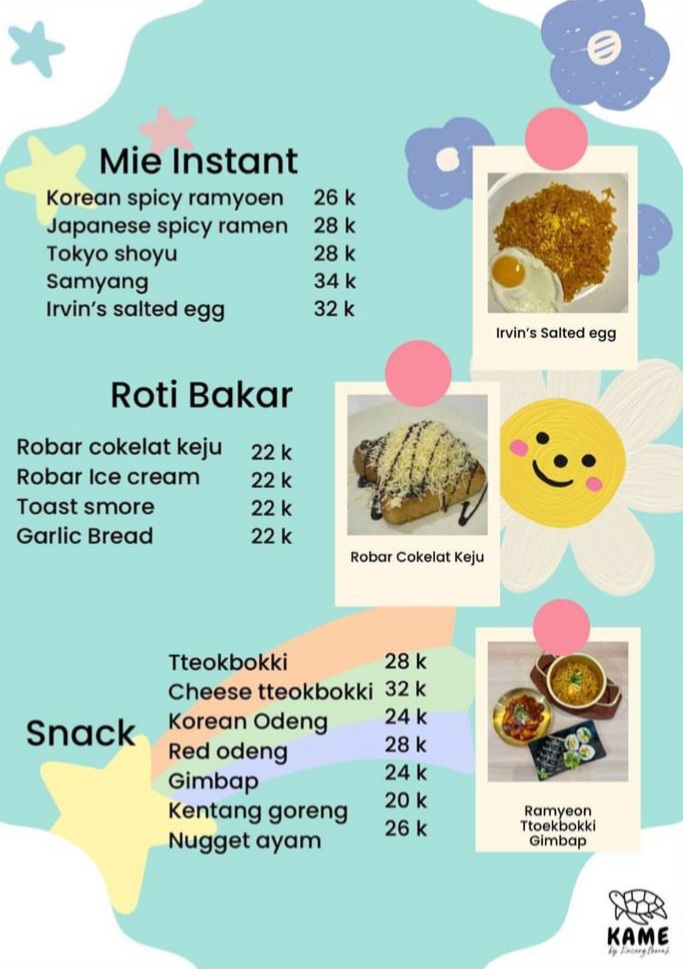 Mie Instant
Korean spicy ramyoen 26 k
Japanese spicy ramen 28 k
Tokyo shoyu 28 k
Samyang 34 k
Irvin's salted egg 32 k
Irvin's Salted egg
Roti Bakar
Robar cokelat keju 22 k
Robar Ice cream 22 k
Toast smore 22 k
Garlic Bread 22 k
Robar Cokelat Keju
Snack
Tteokbokki 28 k
Cheese tteokbokki 32 k
Korean Odeng 24 k
Red odeng 28 k
Gimbap 24 k
Kentang goreng 20 k
Nugget ayam 26 k
Ramyeon
Ttoekbokki
Gimbap
KAME
by